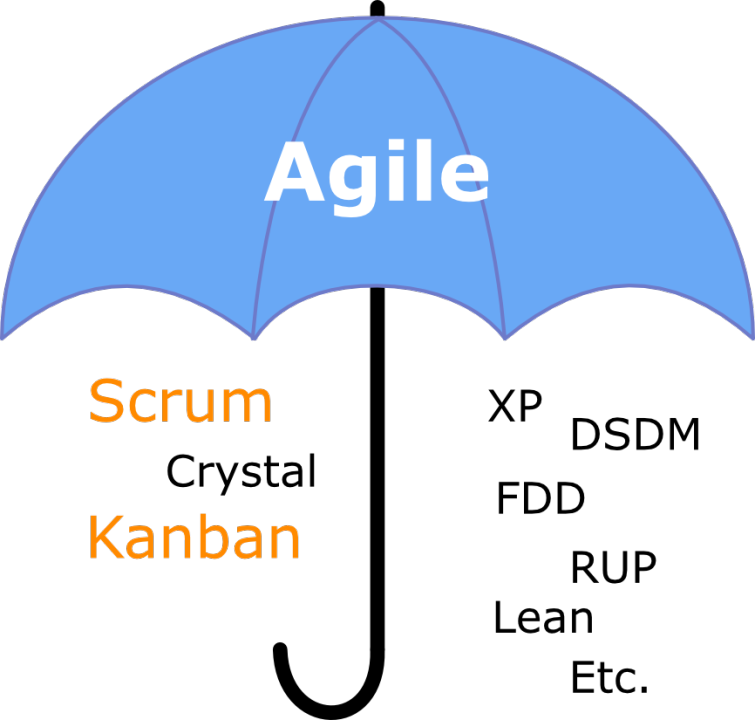 Agile
Scrum
Crystal
Kanban
XP
DSDM
FDD
RUP
Lean
Etc.